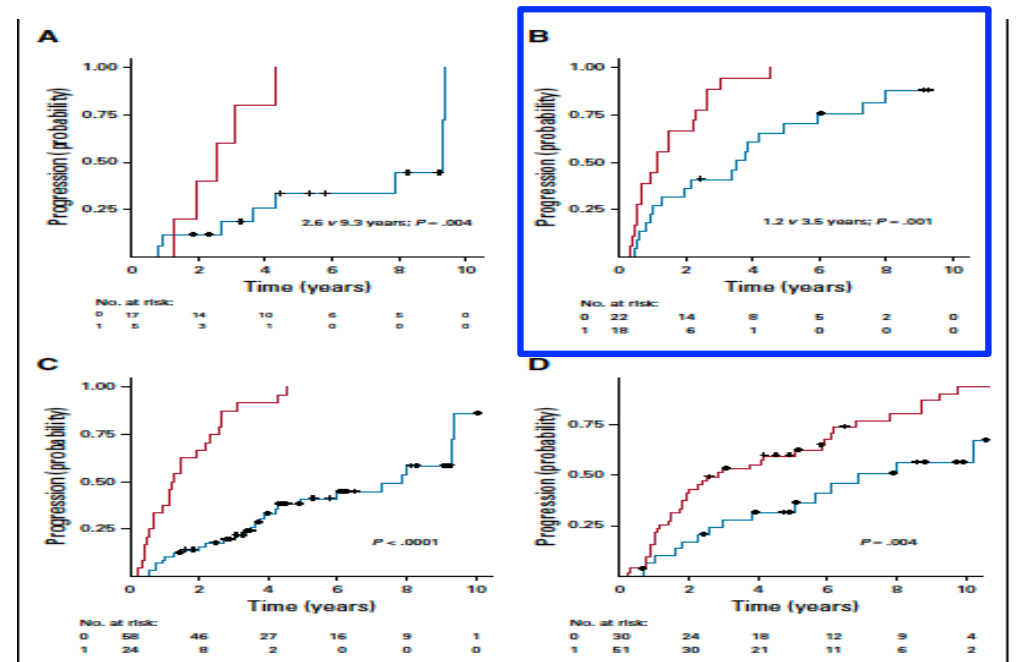 A
1.00
0.75
0.50
0.25
Progression (probability)
2.6 v 9.3 years; P = .004
0 2 4 6 8 10
Time (years)
No. at risk:
0 17 14 10 6 5 0
1 5 3 1 0 0 0
B
1.00
0.75
0.50
0.25
Progression (probability)
1.2 v 3.5 years; P = .001
0 2 4 6 8 10
Time (years)
No. at risk:
0 22 14 8 5 2 0
1 18 6 1 0 0 0
C
1.00
0.75
0.50
0.25
Progression (probability)
P < .0001
0 2 4 6 8 10
Time (years)
No. at risk:
0 58 46 27 16 9 1
1 24 8 2 0 0 0
D
0.75
0.50
0.25
Progression (probability)
P = .004
0 2 4 6 8 10
Time (years)
No. at risk:
0 30 24 18 12 9 4
1 51 30 21 11 6 2